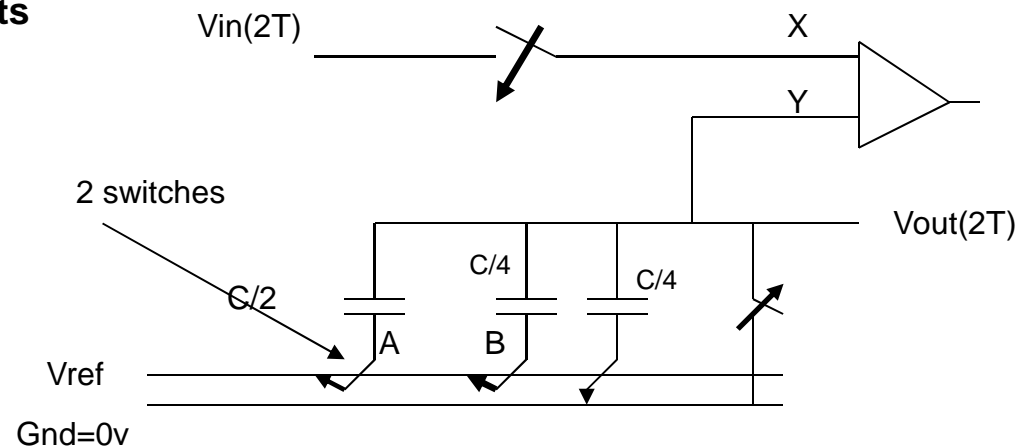 ts
Vin(2T)
X
Y
2 switches
Vout(2T)
C/4
C/4
C/2
A
B
Vref
Gnd=0v